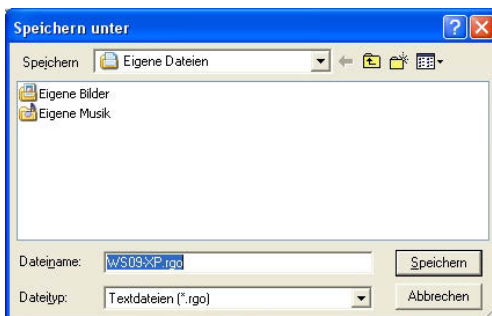 Speichern unter
Speichern Eigene Dateien
Eigene Bilder
Eigene Musik
Dateiname: WS09-XP.rgo Speichern
Dateityp: Textdateien (*.rgo) Abbrechen